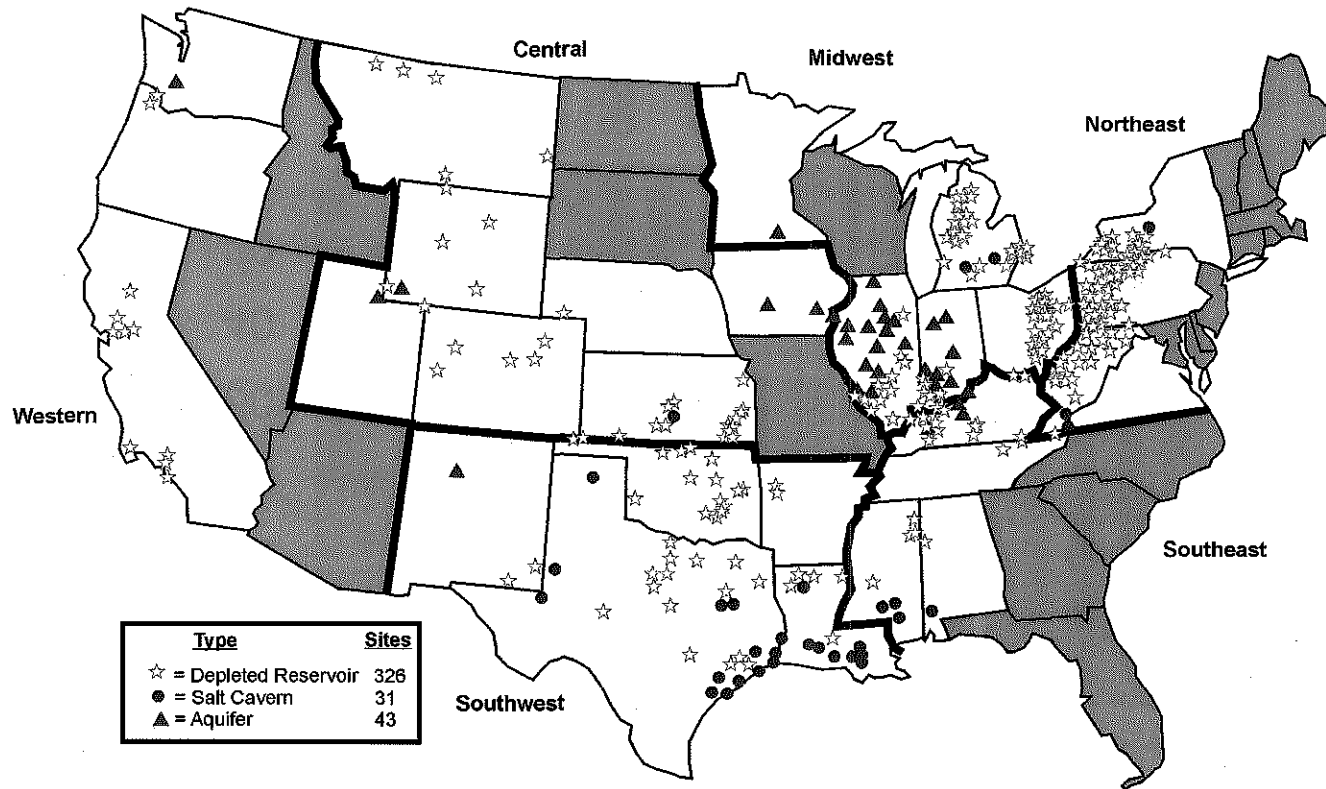 Central
Midwest
Northeast
Western
Southeast
Southwest
Type Sites
= Depleted Reservoir 326
= Salt Cavern 31
= Aquifer 43